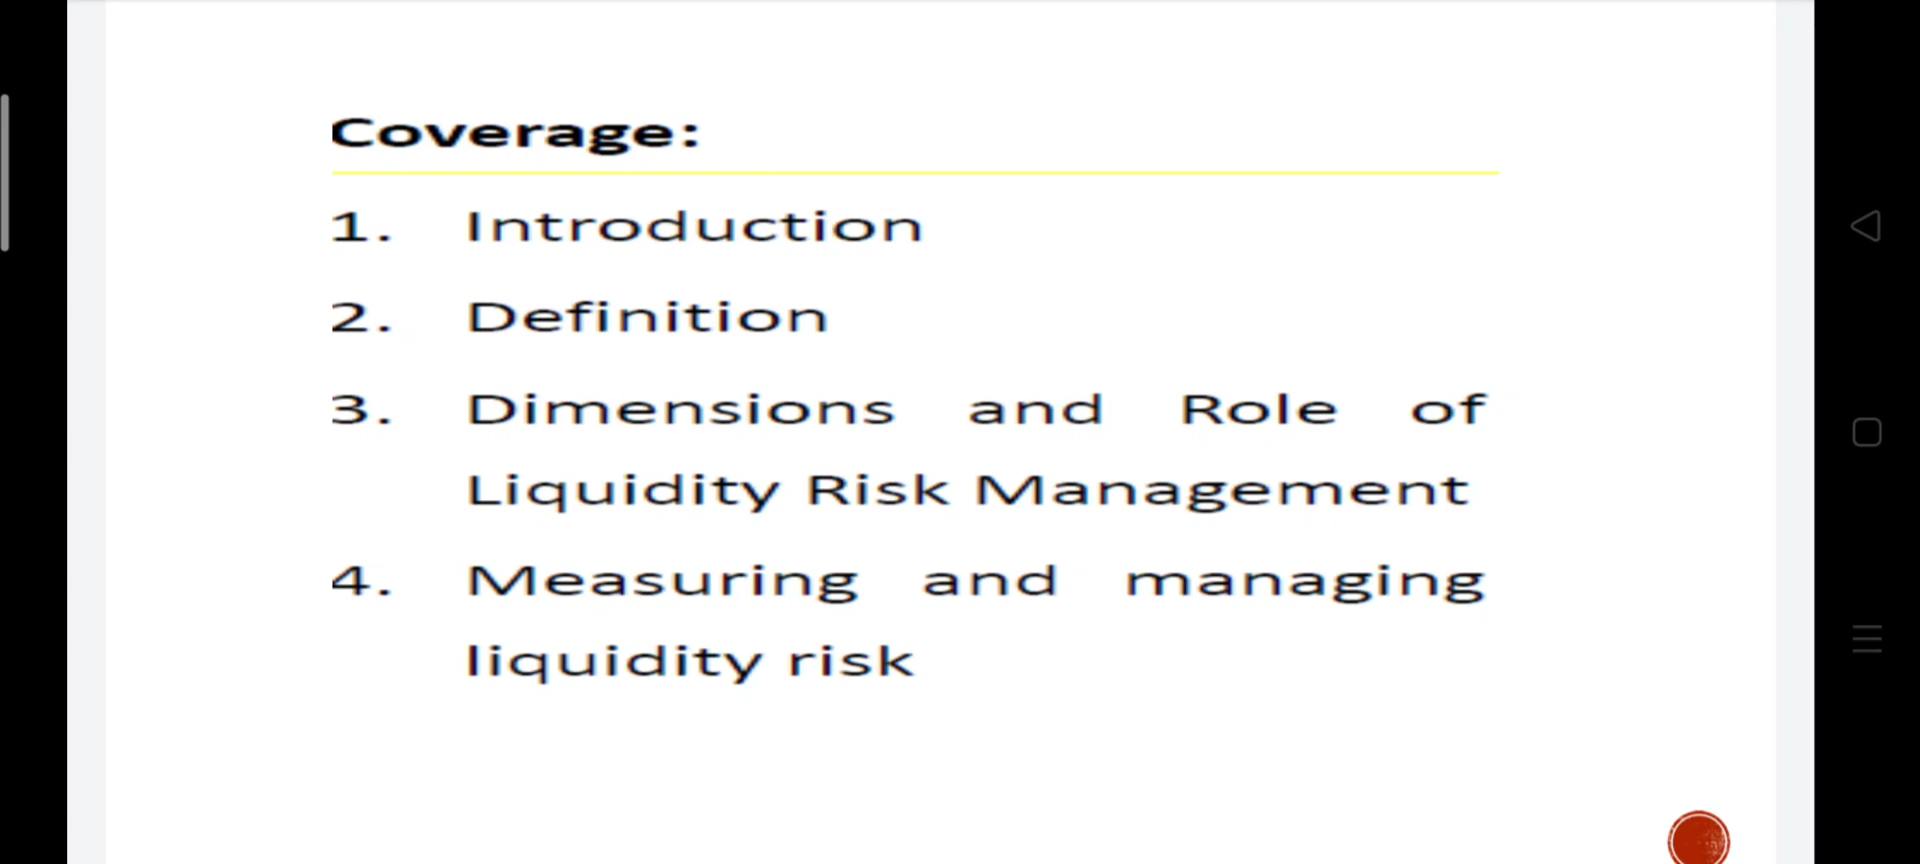 Coverage:
1. Introduction
2. Definition
3. Dimensions and Role of
Liquidity Risk Management
4. Measuring and managing
liquidity risk